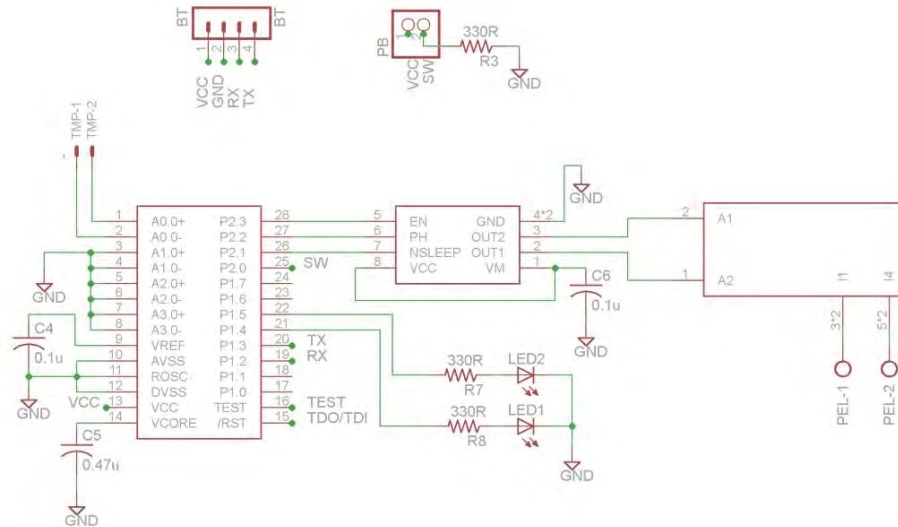 BT BT
1 2 3 4
VCC GND RX TX
PB
1 2
VCC SW
330R
R3
GND
TMP-1
TMP-2
GND
1 A0.0+ P2.3 28
2 A0.0- P2.2 27
3 A1.0+ P2.1 26
4 A1.0- P2.0 25 SW
5 A2.0+ P1.7 24
6 A2.0- P1.6 23
7 A3.0+ P1.5 22
8 A3.0- P1.4 21
9 VREF P1.3 20 TX
10 AVSS P1.2 19 RX
11 ROSC P1.1 18
12 DVSS P1.0 17
VCC 13 VCC TEST 16 TEST
14 VCORE /RST 15 TDO/TDI
GND
C4
0.1u
GND
C5
0.47u
GND
5 EN GND 4*2
6 PH OUT2 3
7 NSLEEP OUT1 2
8 VCC VM 1
C6
0.1u
GND
330R LED2
R7
330R LED1
R8
GND
2 A1
1 A2
I1 I4
3*2 5*2
PEL-1 PEL-2